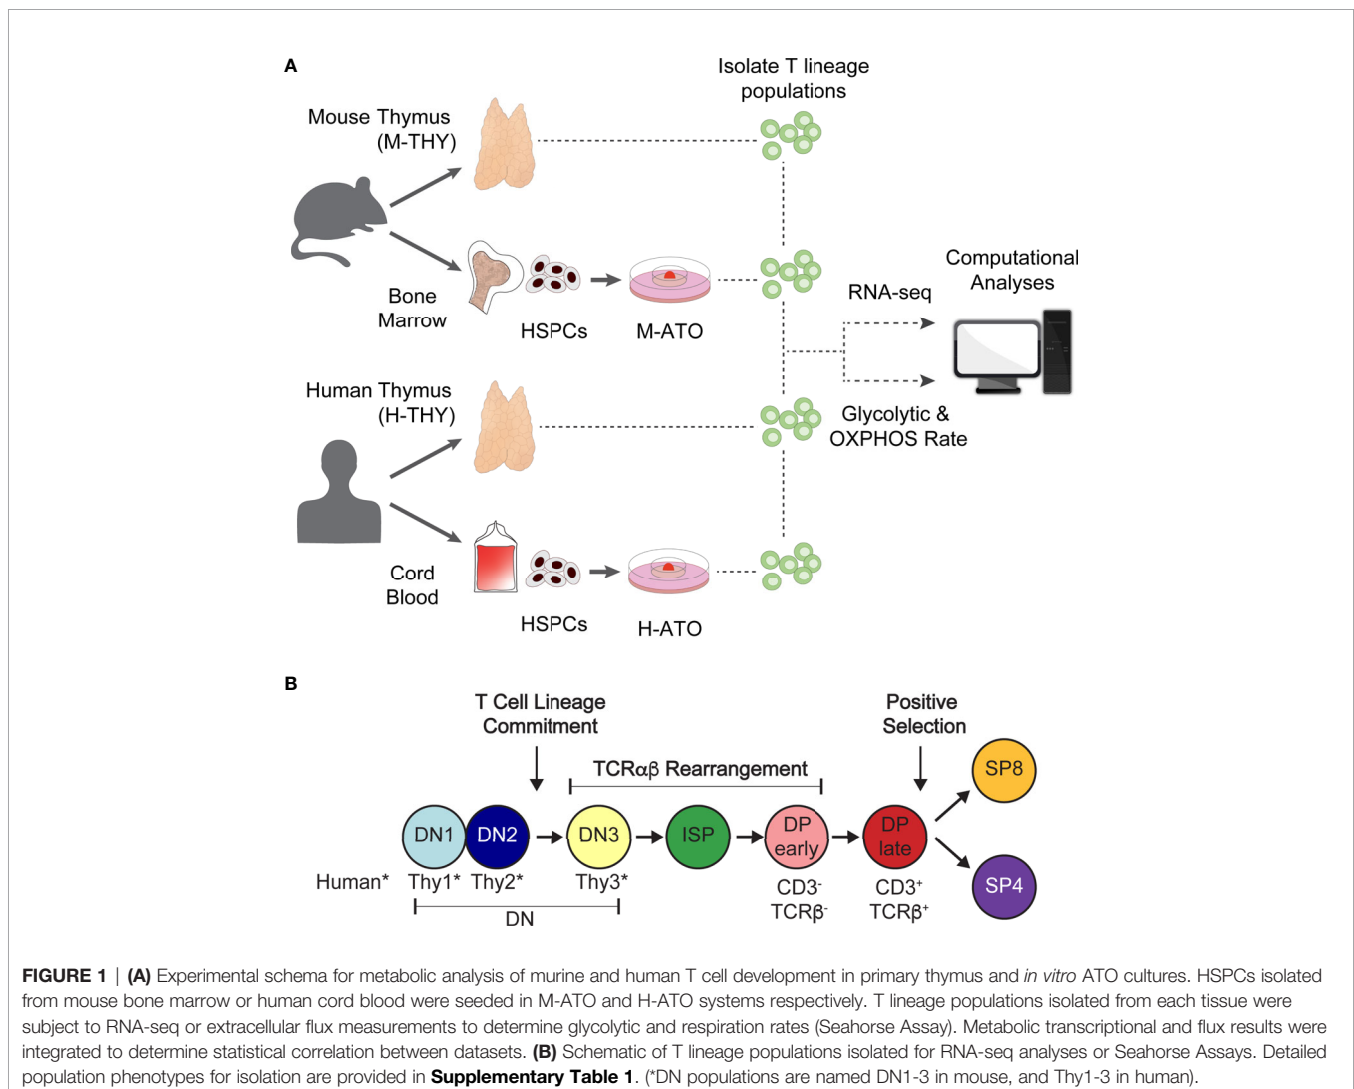 A
Isolate T lineage
populations
Mouse Thymus
(M-THY)
Bone
Marrow
HSPCs
M-ATO
RNA-seq
Computational
Analyses
Human Thymus
(H-THY)
Glycolytic &
OXPHOS Rate
Cord
Blood
HSPCs
H-ATO
B
T Cell Lineage
Commitment
Positive
Selection
TCRαβ Rearrangement
SP8
DN1
DN2
DN3
ISP
DP
early
DP
late
SP4
Human*
Thy1*
Thy2*
Thy3*
CD3⁻
TCRβ⁻
CD3⁺
TCRβ⁺
DN
FIGURE 1 | (A) Experimental schema for metabolic analysis of murine and human T cell development in primary thymus and in vitro ATO cultures. HSPCs isolated
from mouse bone marrow or human cord blood were seeded in M-ATO and H-ATO systems respectively. T lineage populations isolated from each tissue were
subject to RNA-seq or extracellular flux measurements to determine glycolytic and respiration rates (Seahorse Assay). Metabolic transcriptional and flux results were
integrated to determine statistical correlation between datasets. (B) Schematic of T lineage populations isolated for RNA-seq analyses or Seahorse Assays. Detailed
population phenotypes for isolation are provided in Supplementary Table 1. (*DN populations are named DN1-3 in mouse, and Thy1-3 in human).